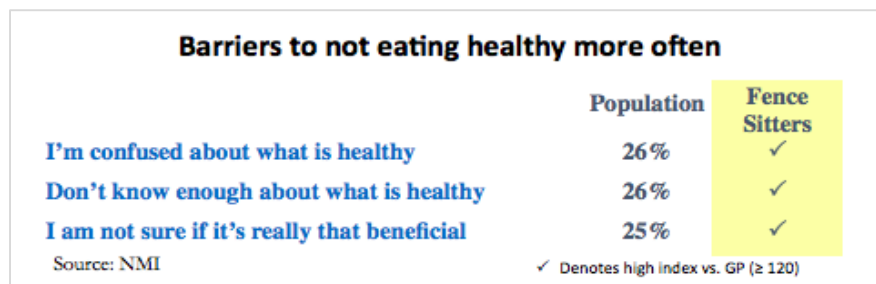 Barriers to not eating healthy more often
Population Fence Sitters
I'm confused about what is healthy 26% ✓
Don't know enough about what is healthy 26% ✓
I am not sure if it's really that beneficial 25% ✓
Source: NMI ✓ Denotes high index vs. GP (≥ 120)